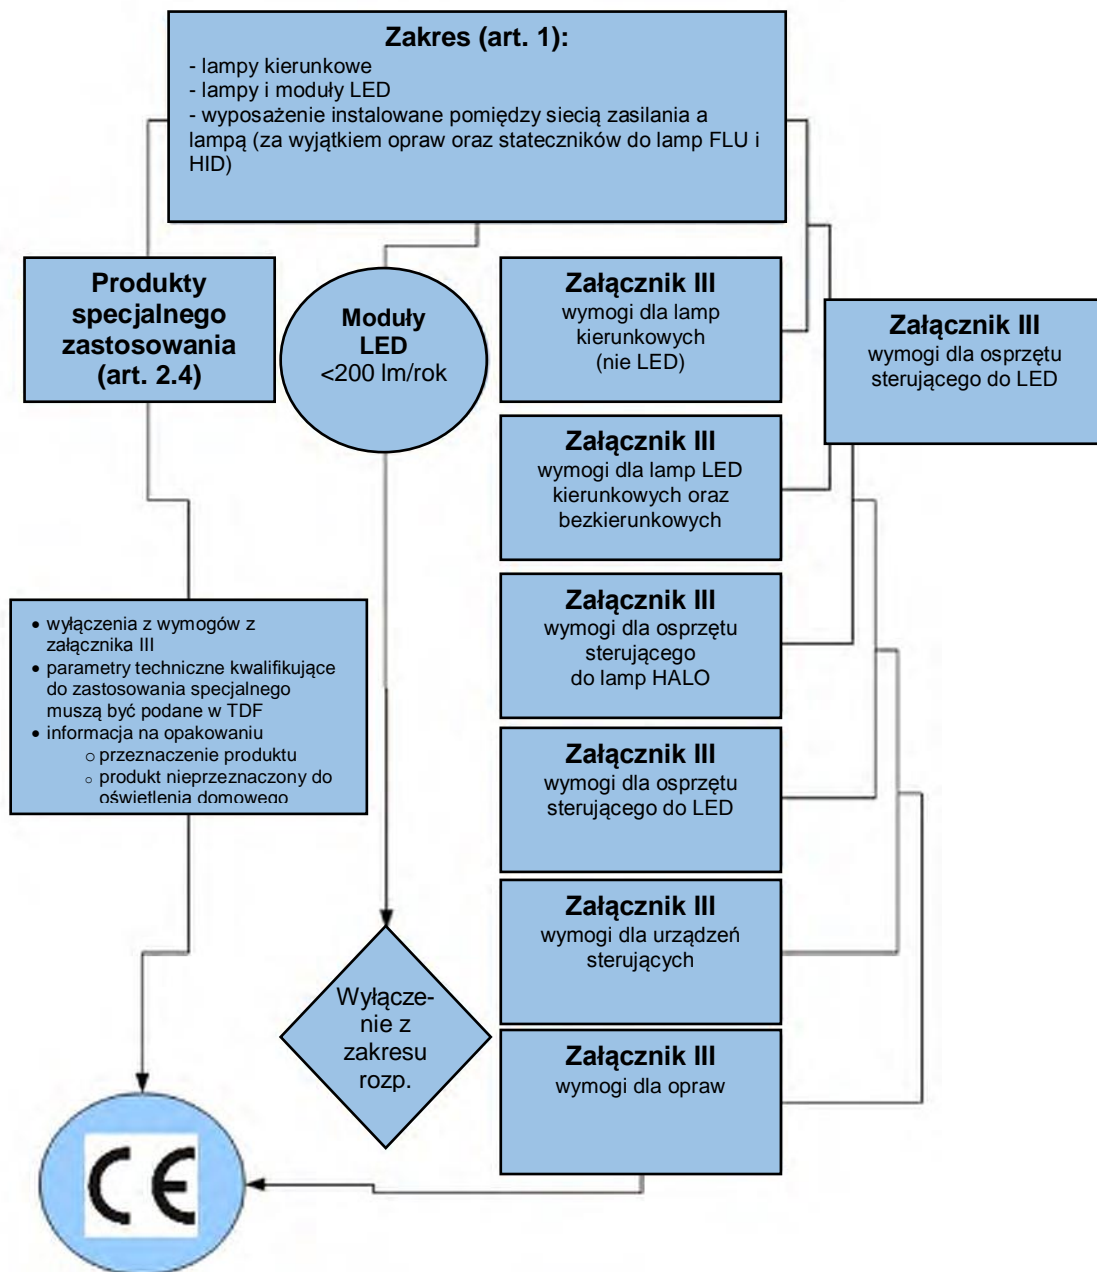 Zakres (art. 1):
- lampy kierunkowe
- lampy i moduły LED
- wyposażenie instalowane pomiędzy siecią zasilania a
lampą (za wyjątkiem opraw oraz stateczników do lamp FLU i
HID)
Produkty
specjalnego
zastosowania
(art. 2.4)
Moduły
LED
<200 lm/rok
Załącznik III
wymogi dla lamp
kierunkowych
(nie LED)
Załącznik III
wymogi dla osprzętu
sterującego do LED
Załącznik III
wymogi dla lamp LED
kierunkowych oraz
bezkierunkowych
Załącznik III
wymogi dla osprzętu
sterującego
do lamp HALO
• wyłączenia z wymogów z
załącznika III
• parametry techniczne kwalifikujące
do zastosowania specjalnego
muszą być podane w TDF
• informacja na opakowaniu
o przeznaczenie produktu
o produkt nieprzeznaczony do
oświetlenia domowego
Załącznik III
wymogi dla osprzętu
sterującego do LED
Załącznik III
wymogi dla urządzeń
sterujących
Wyłącze-
nie z
zakresu
rozp.
Załącznik III
wymogi dla opraw
CE